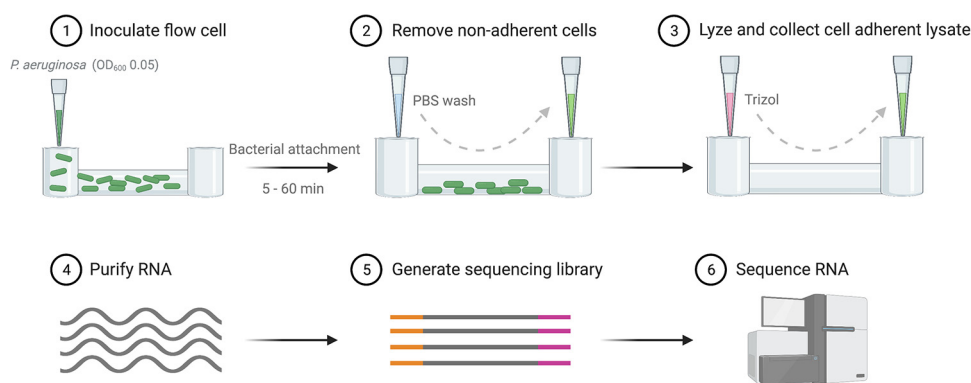 1 Inoculate flow cell
P. aeruginosa (OD600 0.05)
Bacterial attachment
5 - 60 min
2 Remove non-adherent cells
PBS wash
3 Lyze and collect cell adherent lysate
Trizol
4 Purify RNA
5 Generate sequencing library
6 Sequence RNA